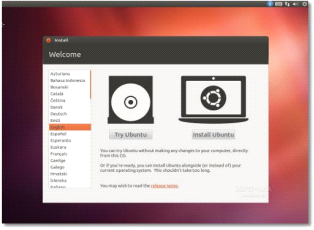 Install
Welcome
Asturianu
Bahasa Indonesia
Bosanski
Català
Čeština
Dansk
Deutsch
Eesti
English
Español
Esperanto
Euskara
Français
Gaeilge
Galego
Hrvatski
Íslenska
Italiano
Try Ubuntu
Install Ubuntu
You can try Ubuntu without making any changes to your computer, directly
from this CD.
Or if you're ready, you can install Ubuntu alongside (or instead of) your
current operating system. This shouldn't take too long.
You may wish to read the release notes.